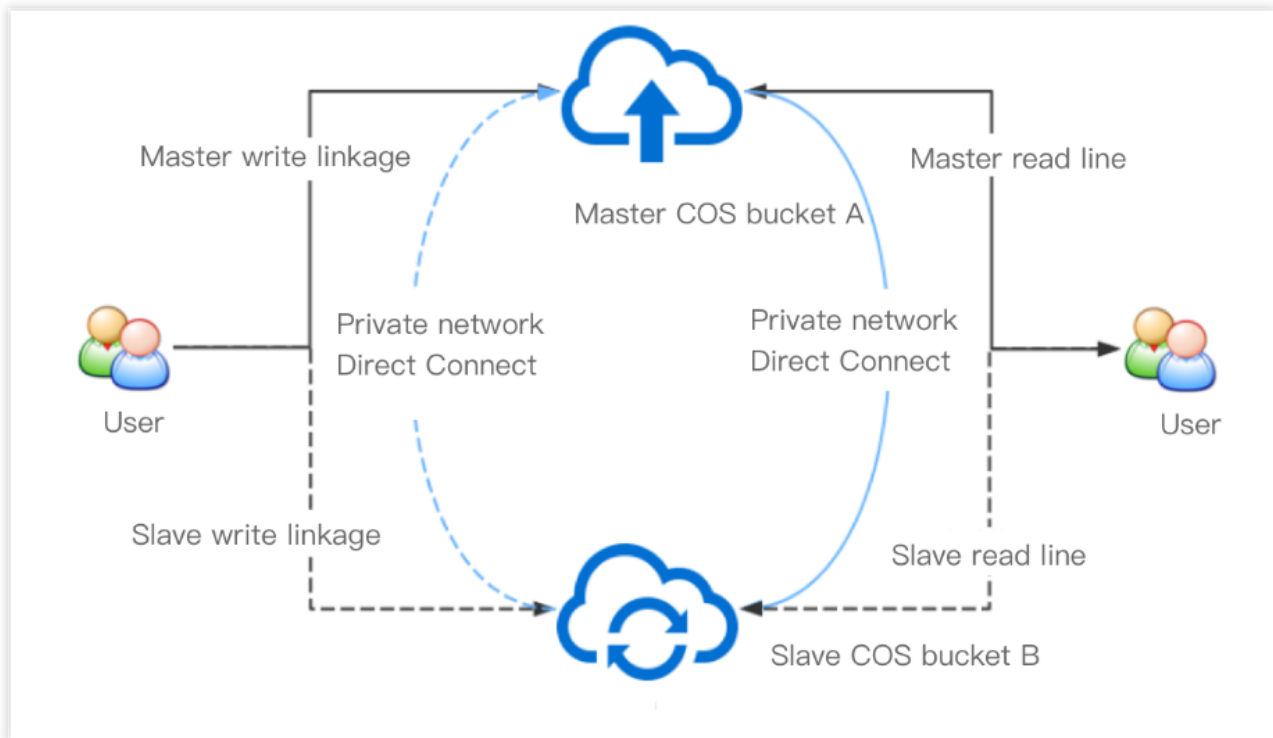 Master write linkage
Master read line
Master COS bucket A
Private network
Direct Connect
Private network
Direct Connect
User
User
Slave write linkage
Slave read line
Slave COS bucket B